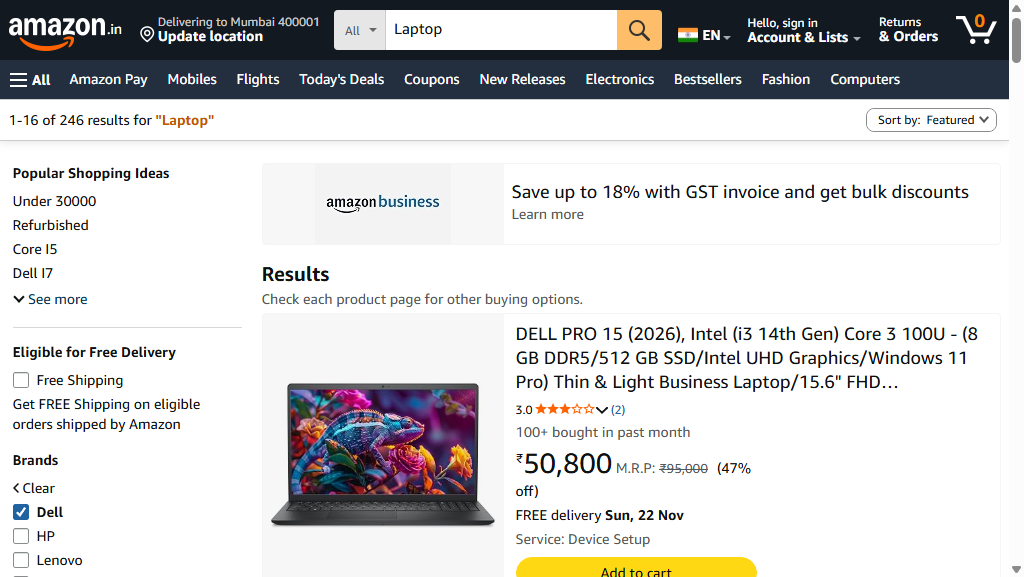 amazon.in
Delivering to Mumbai 400001
Update location
All
Laptop
EN
Hello, sign in
Account & Lists
Returns
& Orders
0
All
Amazon Pay
Mobiles
Flights
Today's Deals
Coupons
New Releases
Electronics
Bestsellers
Fashion
Computers
1-16 of 246 results for "Laptop"
Sort by: Featured
Popular Shopping Ideas
Under 30000
Refurbished
Core I5
Dell I7
See more
Eligible for Free Delivery
Free Shipping
Get FREE Shipping on eligible
orders shipped by Amazon
Brands
Clear
Dell
HP
Lenovo
amazon business
Save up to 18% with GST invoice and get bulk discounts
Learn more
Results
Check each product page for other buying options.
DELL PRO 15 (2026), Intel (i3 14th Gen) Core 3 100U - (8
GB DDR5/512 GB SSD/Intel UHD Graphics/Windows 11
Pro) Thin & Light Business Laptop/15.6" FHD…
3.0 (2)
100+ bought in past month
₹50,800 M.R.P: ₹95,000 (47%
off)
FREE delivery Sun, 22 Nov
Service: Device Setup
Add to cart